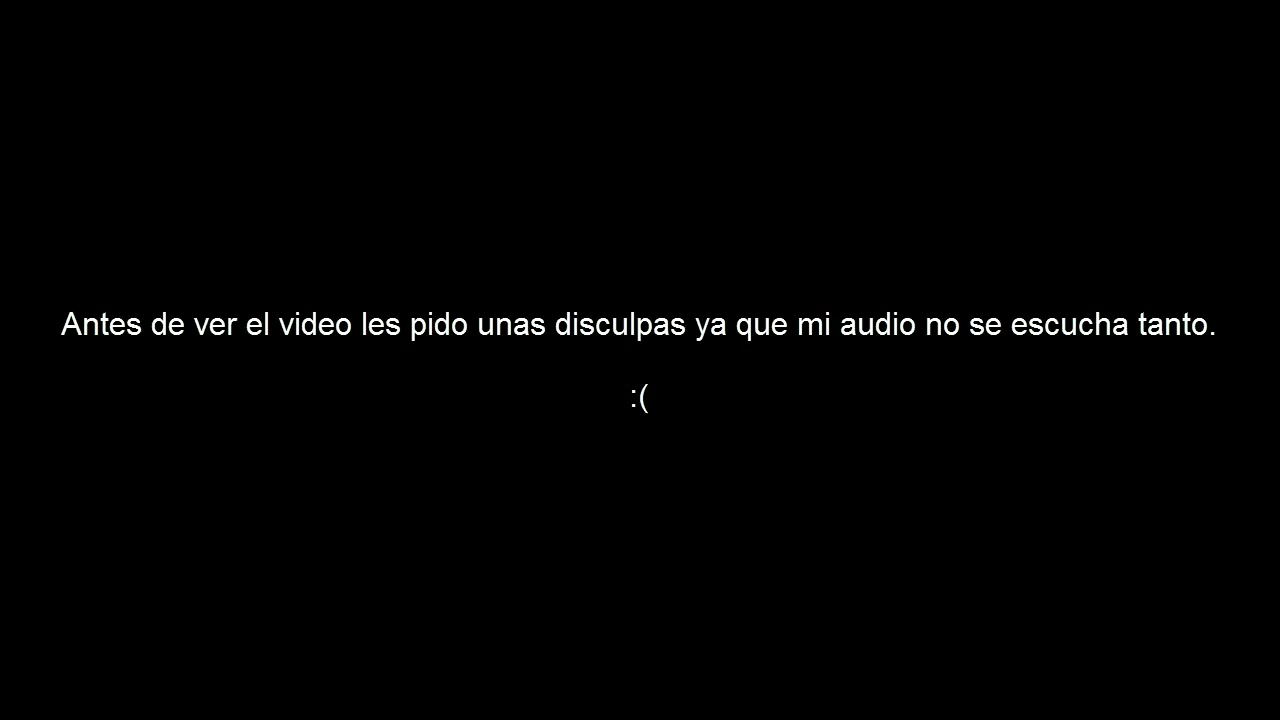 Antes de ver el video les pido unas disculpas ya que mi audio no se escucha tanto.
:(